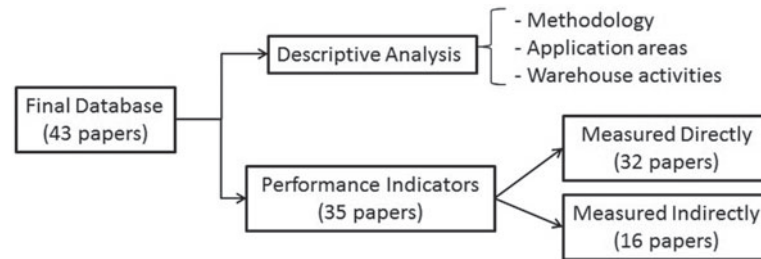 Descriptive Analysis
- Methodology
- Application areas
- Warehouse activities
Final Database
(43 papers)
Performance Indicators
(35 papers)
Measured Directly
(32 papers)
Measured Indirectly
(16 papers)